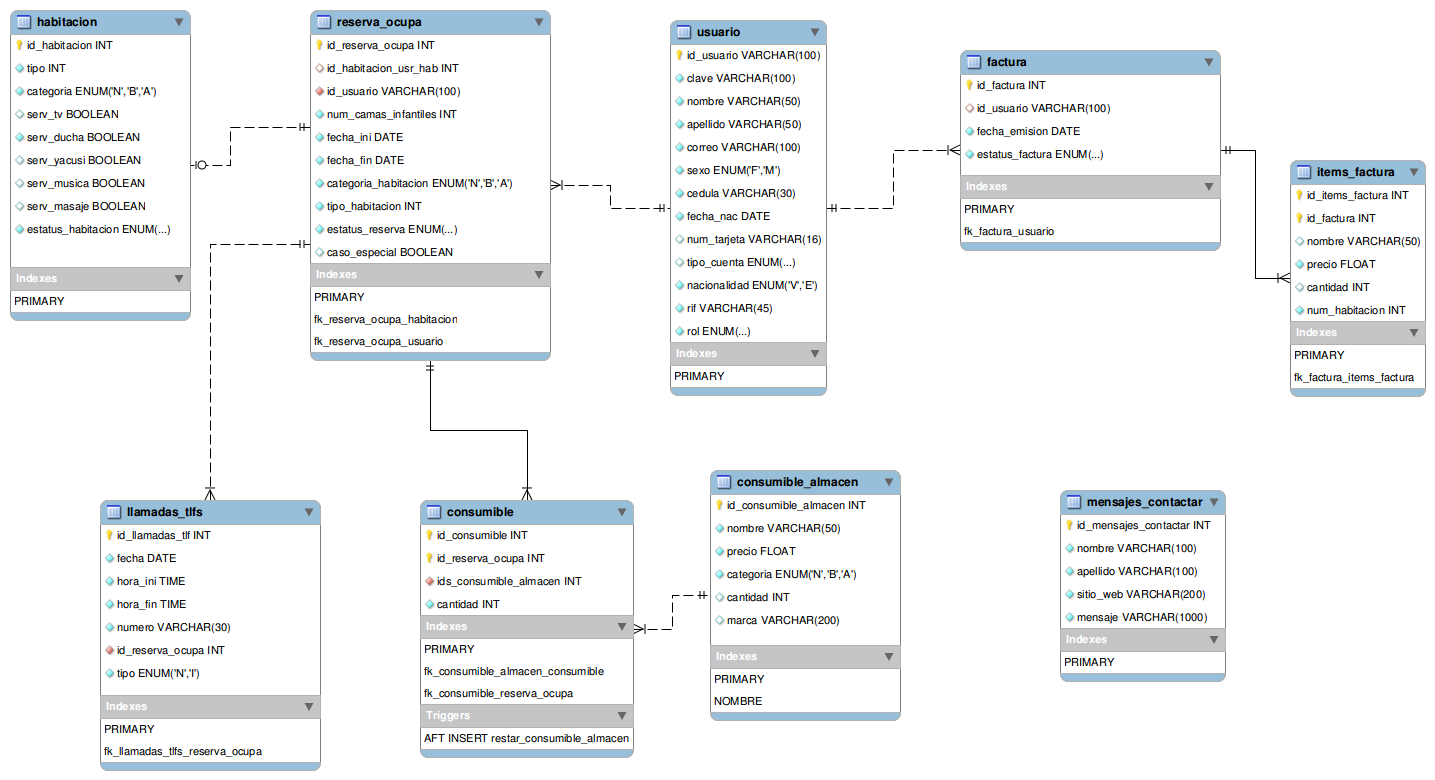 habitacion
id_habitacion INT
tipo INT
categoria ENUM('N','B','A')
serv_tv BOOLEAN
serv_ducha BOOLEAN
serv_yacusi BOOLEAN
serv_musica BOOLEAN
serv_masaje BOOLEAN
estatus_habitacion ENUM(...)
Indexes
PRIMARY
reserva_ocupa
id_reserva_ocupa INT
id_habitacion_usr_hab INT
id_usuario VARCHAR(100)
num_camas_infantiles INT
fecha_ini DATE
fecha_fin DATE
categoria_habitacion ENUM('N','B','A')
tipo_habitacion INT
estatus_reserva ENUM(...)
caso_especial BOOLEAN
Indexes
PRIMARY
fk_reserva_ocupa_habitacion
fk_reserva_ocupa_usuario
usuario
id_usuario VARCHAR(100)
clave VARCHAR(100)
nombre VARCHAR(50)
apellido VARCHAR(50)
correo VARCHAR(100)
sexo ENUM('F','M')
cedula VARCHAR(30)
fecha_nac DATE
num_tarjeta VARCHAR(16)
tipo_cuenta ENUM(...)
nacionalidad ENUM('V','E')
rif VARCHAR(45)
rol ENUM(...)
Indexes
PRIMARY
factura
id_factura INT
id_usuario VARCHAR(100)
fecha_emision DATE
estatus_factura ENUM(...)
Indexes
PRIMARY
fk_factura_usuario
items_factura
id_items_factura INT
id_factura INT
nombre VARCHAR(50)
precio FLOAT
cantidad INT
num_habitacion INT
Indexes
PRIMARY
fk_factura_items_factura
llamadas_tlfs
id_llamadas_tlf INT
fecha DATE
hora_ini TIME
hora_fin TIME
numero VARCHAR(30)
id_reserva_ocupa INT
tipo ENUM('N','I')
Indexes
PRIMARY
fk_llamadas_tlfs_reserva_ocupa
consumible
id_consumible INT
id_reserva_ocupa INT
ids_consumible_almacen INT
cantidad INT
Indexes
PRIMARY
fk_consumible_almacen_consumible
fk_consumible_reserva_ocupa
Triggers
AFT INSERT restar_consumible_almacen
consumible_almacen
id_consumible_almacen INT
nombre VARCHAR(50)
precio FLOAT
categoria ENUM('N','B','A')
cantidad INT
marca VARCHAR(200)
Indexes
PRIMARY
NOMBRE
mensajes_contactar
id_mensajes_contactar INT
nombre VARCHAR(100)
apellido VARCHAR(100)
sitio_web VARCHAR(200)
mensaje VARCHAR(1000)
Indexes
PRIMARY